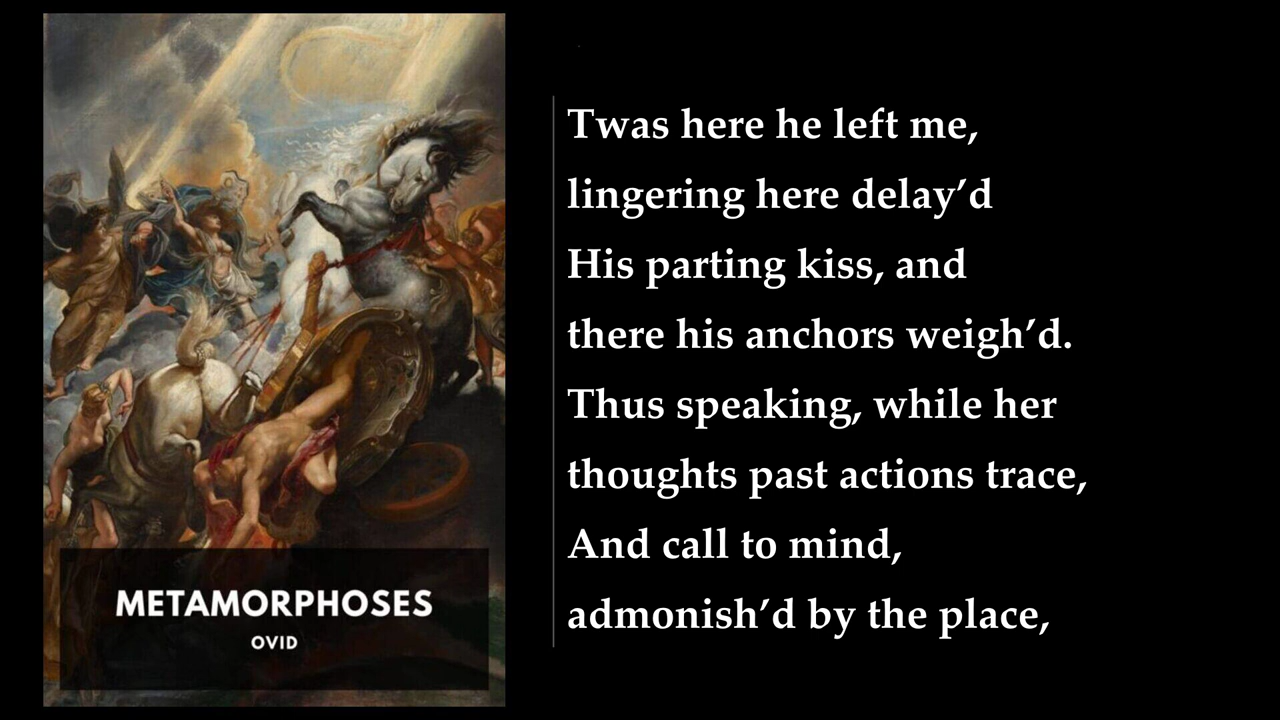 METAMORPHOSES
OVID
Twas here he left me,
lingering here delay’d
His parting kiss, and
there his anchors weigh’d.
Thus speaking, while her
thoughts past actions trace,
And call to mind,
admonish’d by the place,